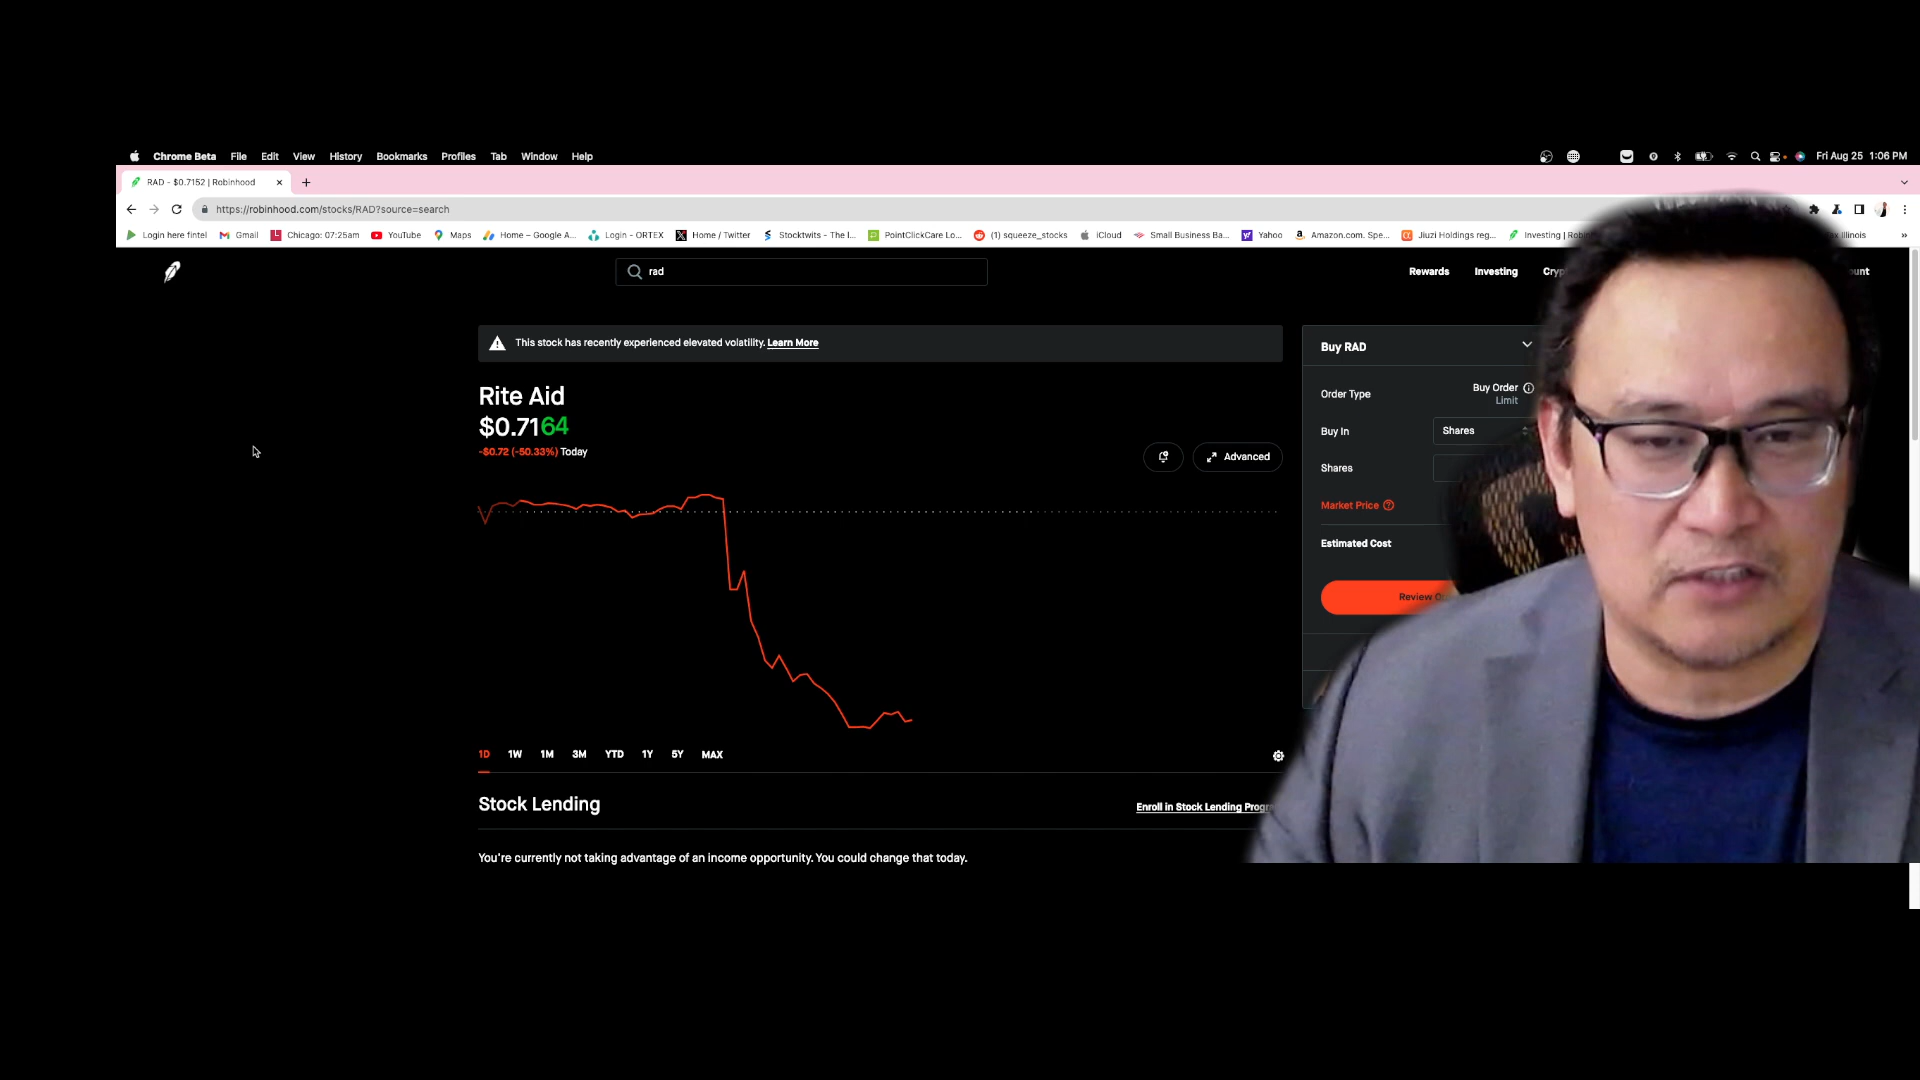 Chrome Beta File Edit View History Bookmarks Profiles Tab Window Help Fri Aug 25 1:06 PM
RAD - $0.7152 | Robinhood
https://robinhood.com/stocks/RAD?source=search
Login here fintel Gmail Chicago: 07:25am YouTube Maps Home – Google A... Login - ORTEX Home / Twitter Stocktwits - The l... PointClickCare Lo... (1) squeeze_stocks iCloud Small Business Ba... Yahoo Amazon.com. Spe... Jiuzi Holdings reg... Investing | Illinois »
rad
Rewards Investing
This stock has recently experienced elevated volatility. Learn More
Rite Aid
$0.7164
-$0.72 (-50.33%) Today
Advanced
1D 1W 1M 3M YTD 1Y 5Y MAX
Stock Lending
Enroll in Stock Lending
You're currently not taking advantage of an income opportunity. You could change that today.
Buy RAD
Order Type Buy Order
Limit
Buy In Shares
Shares
Market Price
Estimated Cost
Review